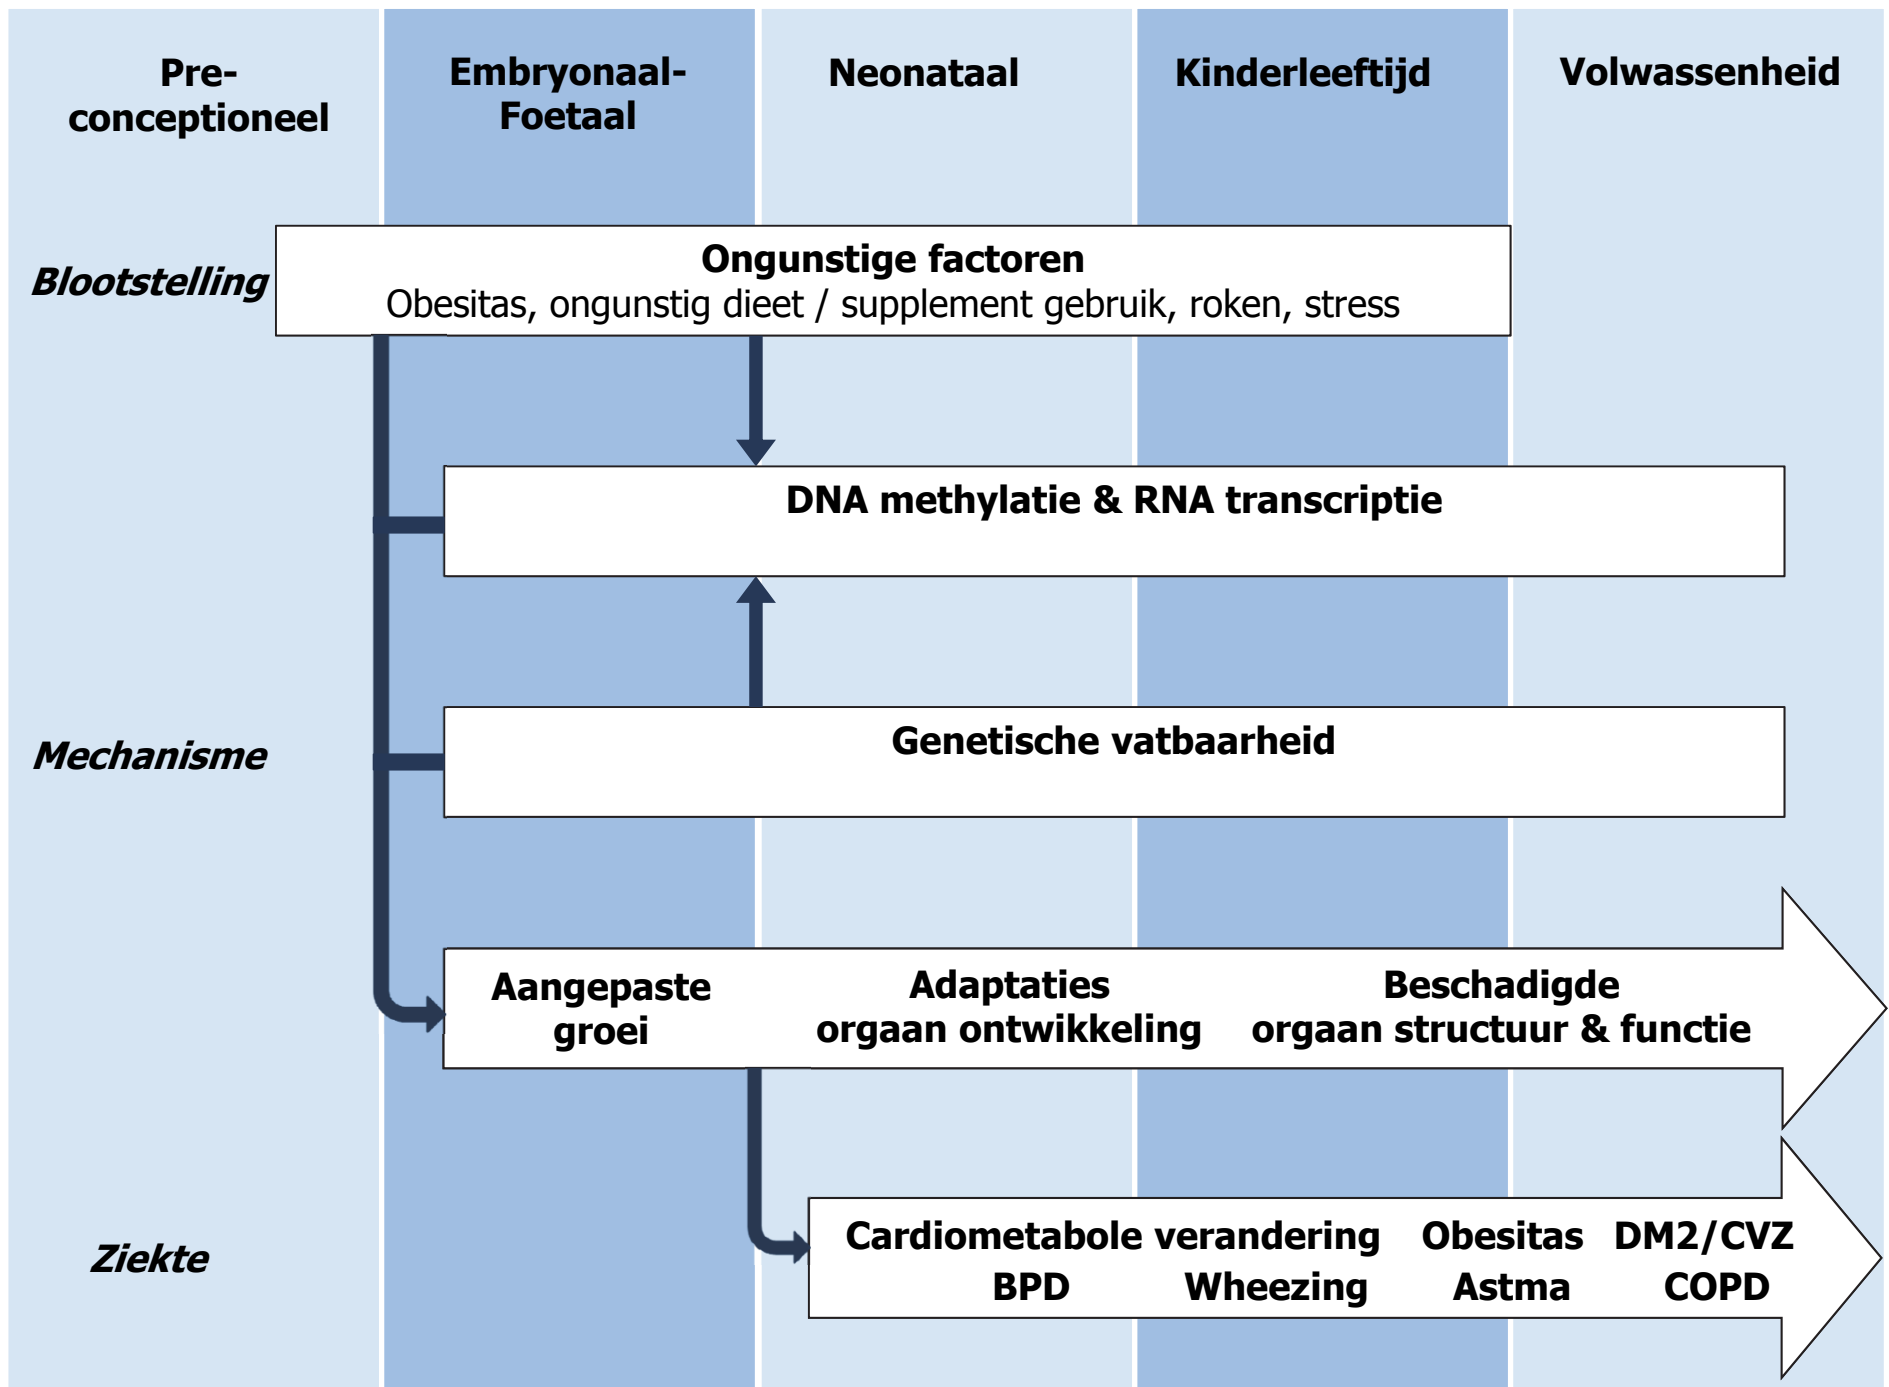 Pre-
conceptioneel
Embryonaal-
Foetaal
Neonataal
Kinderleeftijd
Volwassenheid
Blootstelling
Ongunstige factoren
Obesitas, ongunstig dieet / supplement gebruik, roken, stress
DNA methylatie & RNA transcriptie
Mechanisme
Genetische vatbaarheid
Aangepaste
groei
Adaptaties
orgaan ontwikkeling
Beschadigde
orgaan structuur & functie
Ziekte
Cardiometabole verandering Obesitas DM2/CVZ
BPD Wheezing Astma COPD